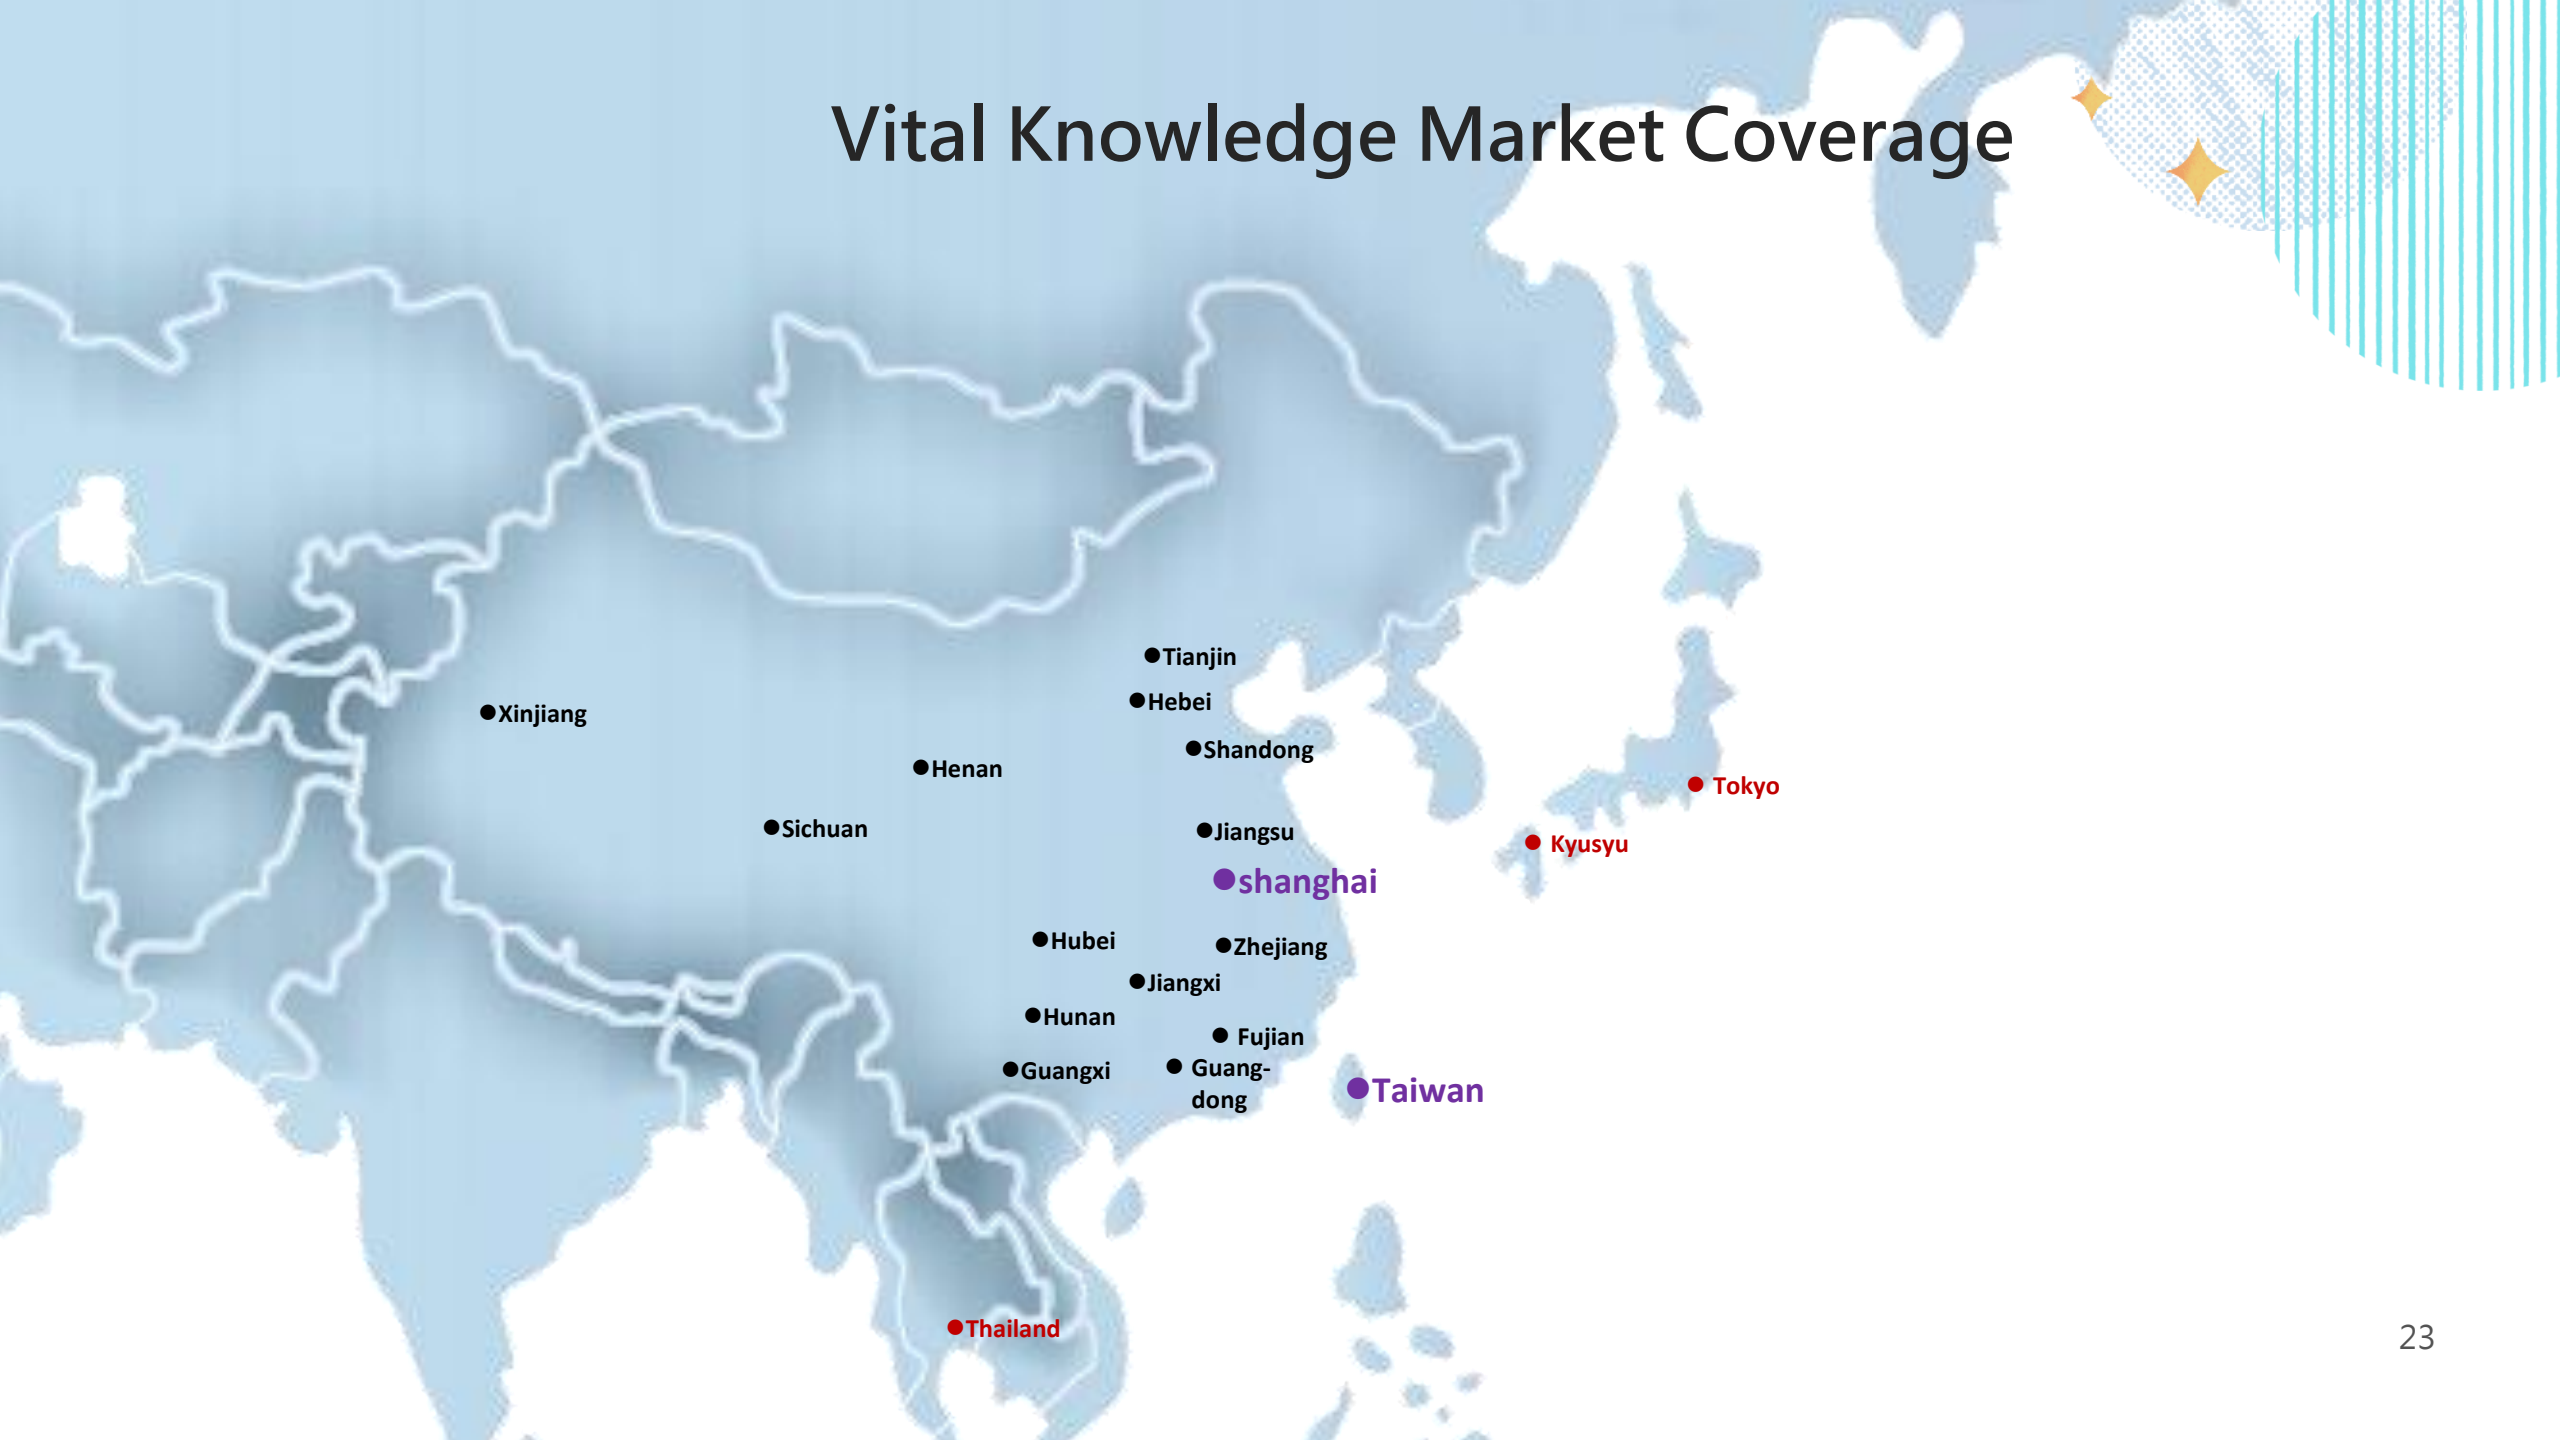 Vital Knowledge Market Coverage
Tianjin
Hebei
Xinjiang
Shandong
Henan
Tokyo
Sichuan
Jiangsu
Kyusyu
shanghai
Hubei
Zhejiang
Jiangxi
Hunan
Fujian
Guangxi
Guang-
dong
Taiwan
Thailand
23